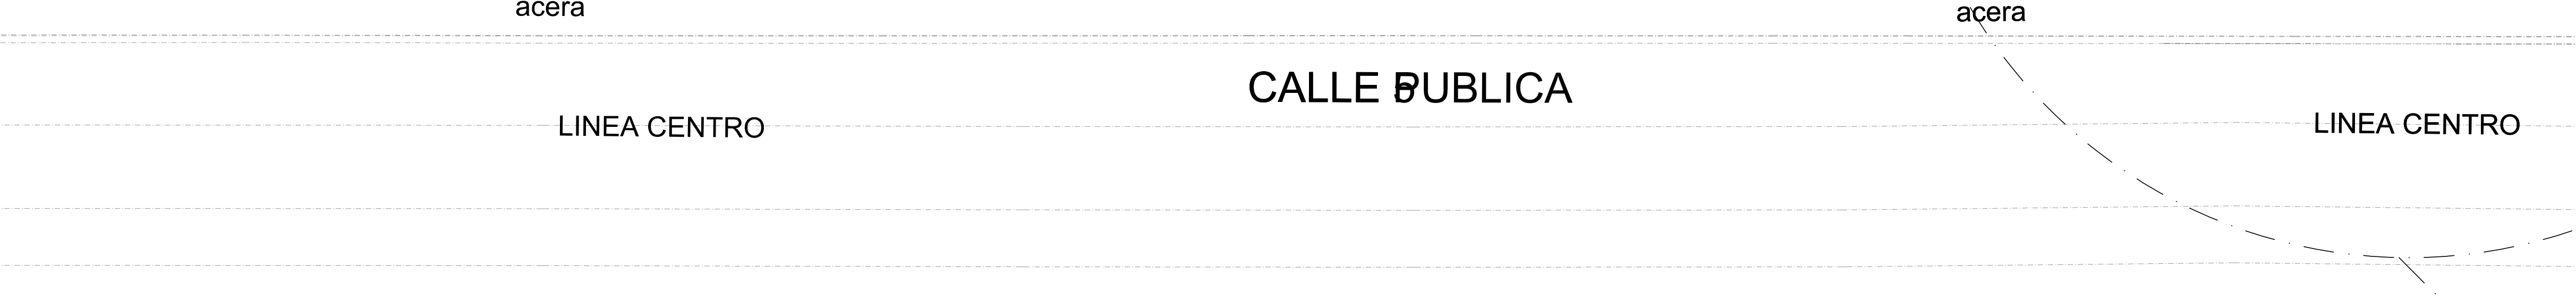 acera
acera
CALLE PUBLICA
LINEA CENTRO
LINEA CENTRO